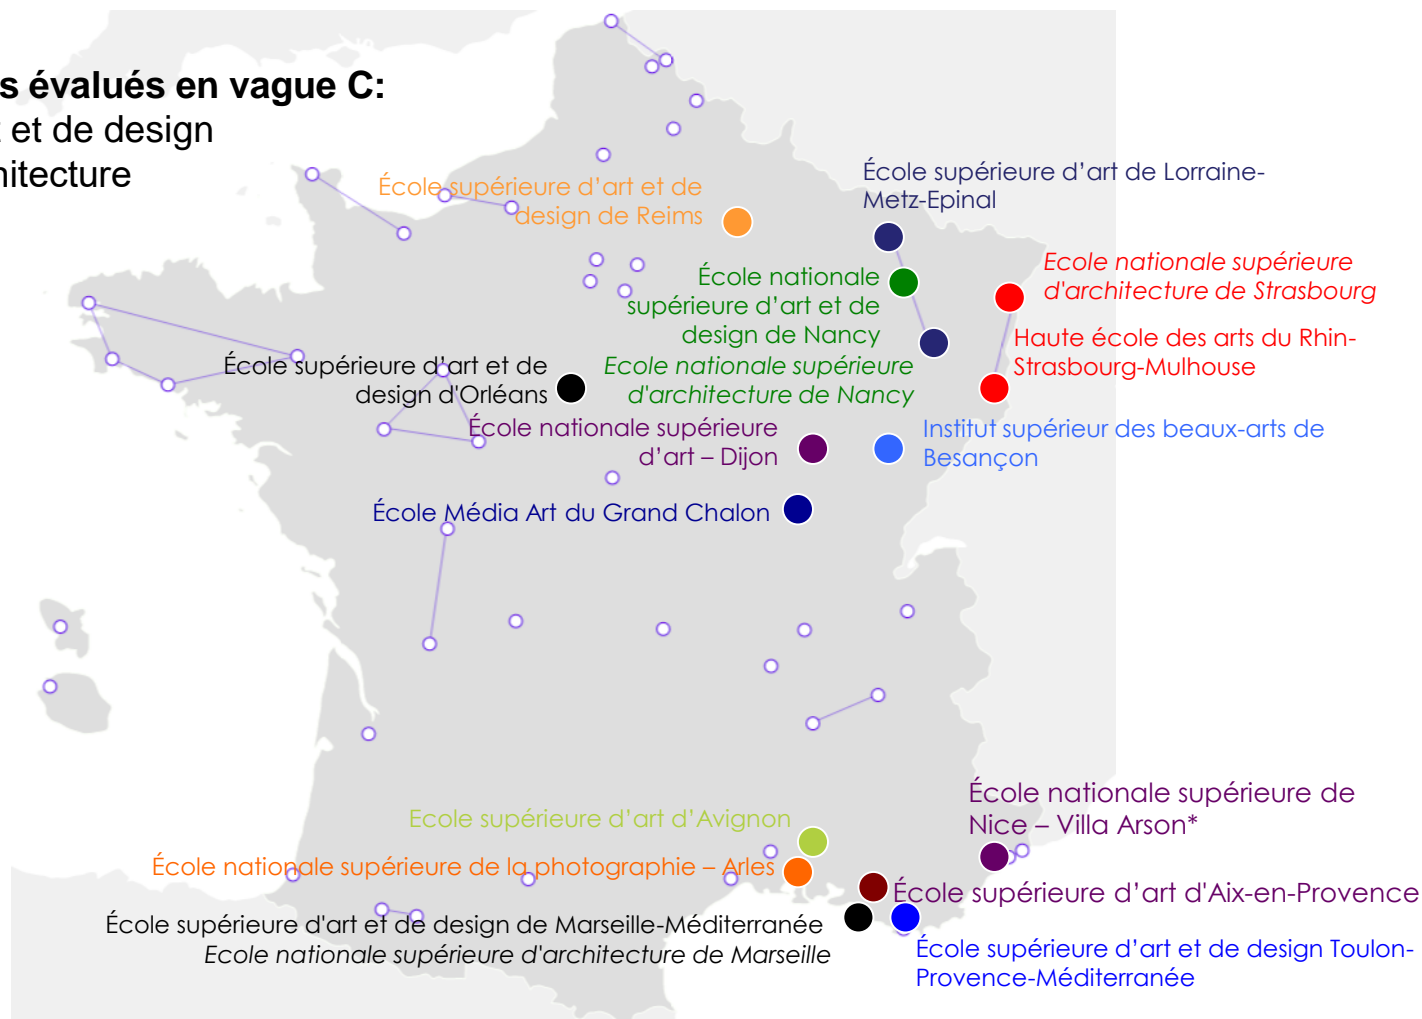 s évalués en vague C:
t et de design
hitecture
École supérieure d’art de Lorraine-
Metz-Epinal
École supérieure d’art et de
design de Reims
Ecole nationale supérieure
d'architecture de Strasbourg
École nationale
supérieure d’art et de
design de Nancy
Haute école des arts du Rhin-
Strasbourg-Mulhouse
École supérieure d'art et de
design d'Orléans
Ecole nationale supérieure
d'architecture de Nancy
École nationale supérieure
d’art – Dijon
Institut supérieur des beaux-arts de
Besançon
École Média Art du Grand Chalon
École nationale supérieure de
Nice – Villa Arson*
Ecole supérieure d’art d’Avignon
École nationale supérieure de la photographie – Arles
École supérieure d’art d'Aix-en-Provence
École supérieure d'art et de design de Marseille-Méditerranée
Ecole nationale supérieure d'architecture de Marseille
École supérieure d’art et de design Toulon-
Provence-Méditerranée